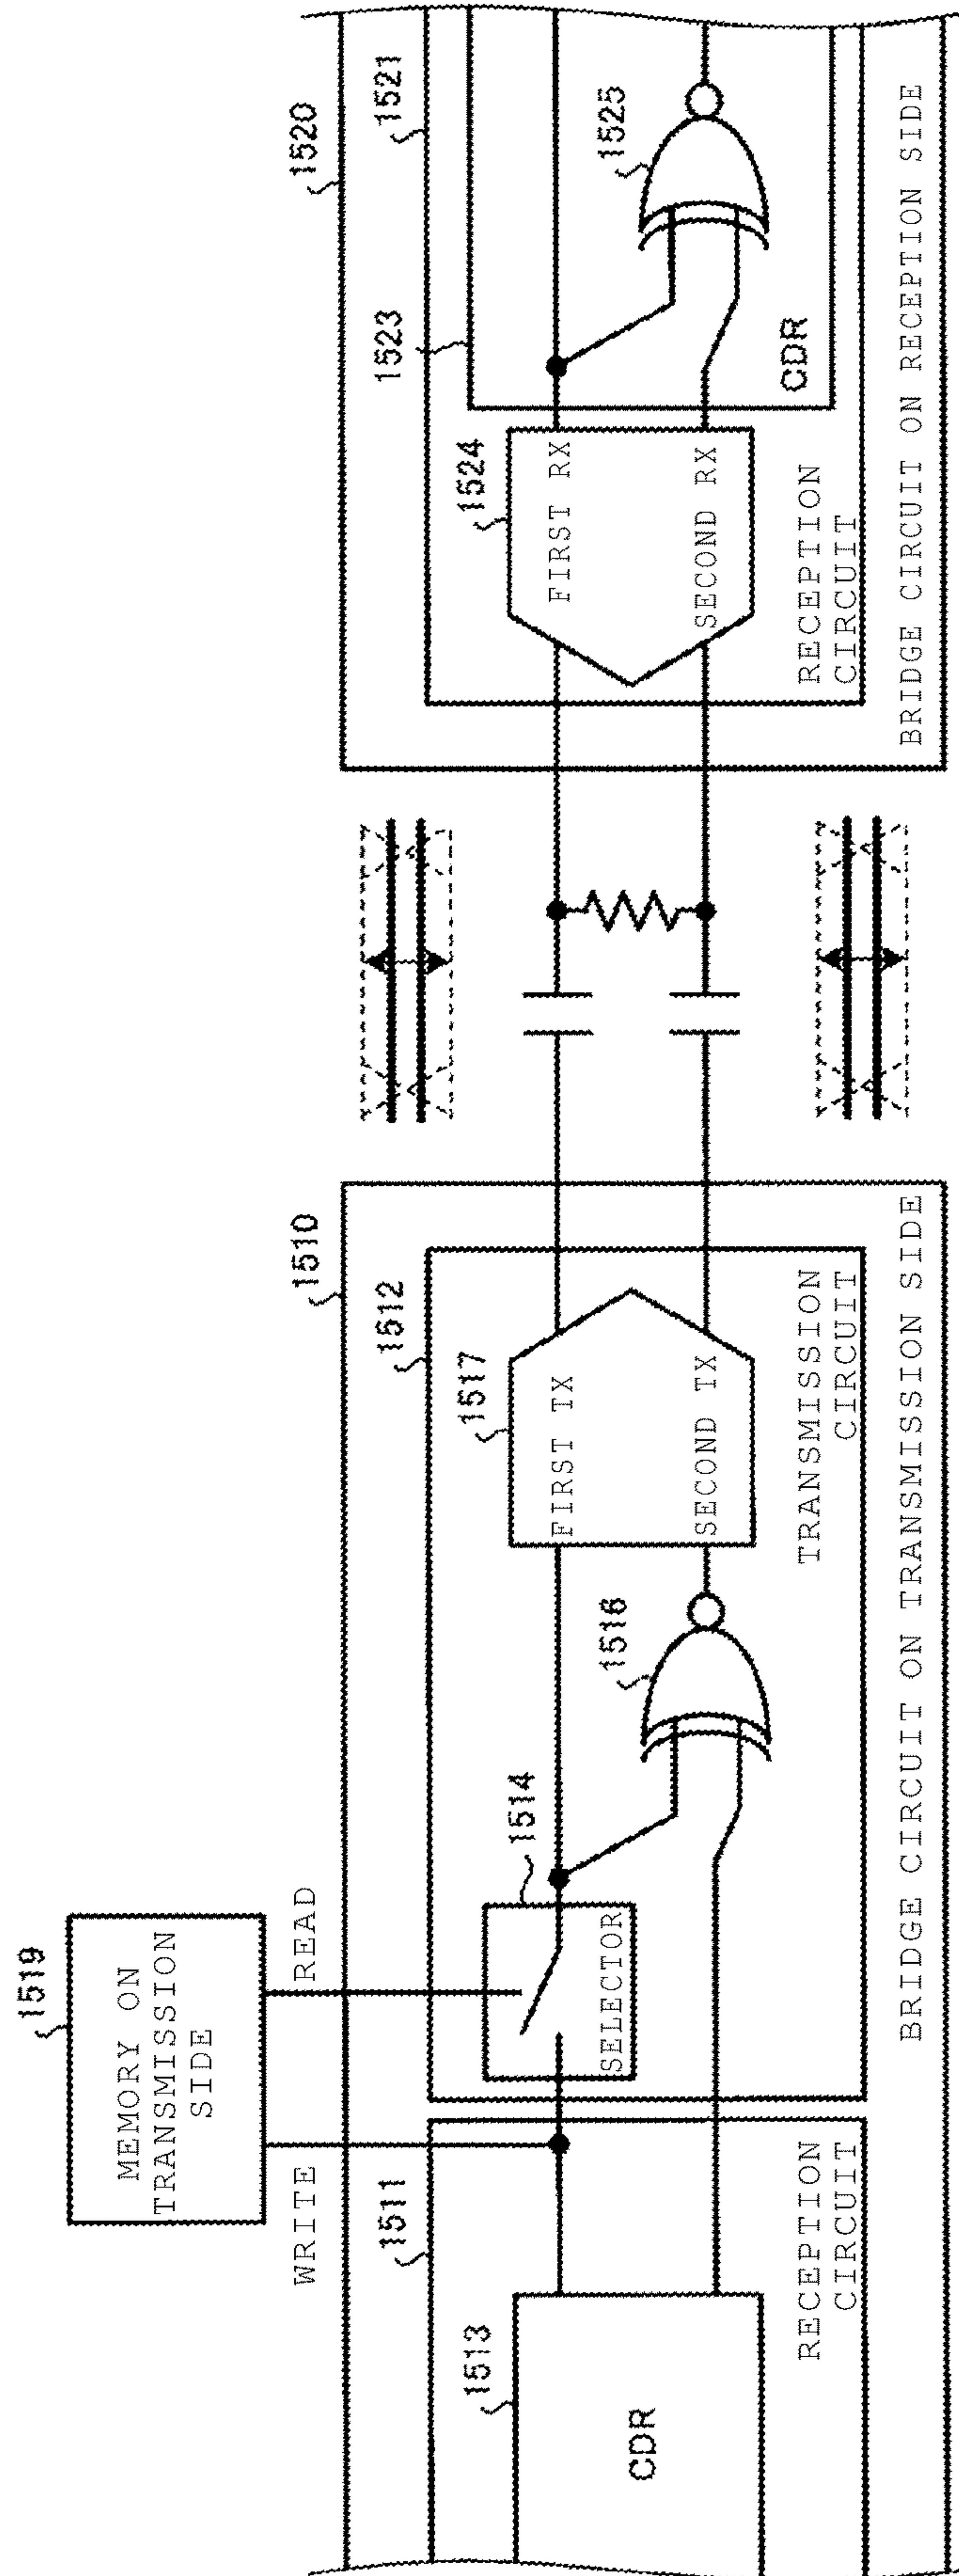 1519
MEMORY ON
TRANSMISSION
SIDE
WRITE
READ
1510
1511
1513
CDR
RECEPTION
CIRCUIT
1512
1514
SELECTOR
1516
1517
FIRST TX
SECOND TX
TRANSMISSION
CIRCUIT
BRIDGE CIRCUIT ON TRANSMISSION SIDE
1520
1521
1523
1524
FIRST RX
SECOND RX
1525
CDR
RECEPTION
CIRCUIT
BRIDGE CIRCUIT ON RECEPTION SIDE